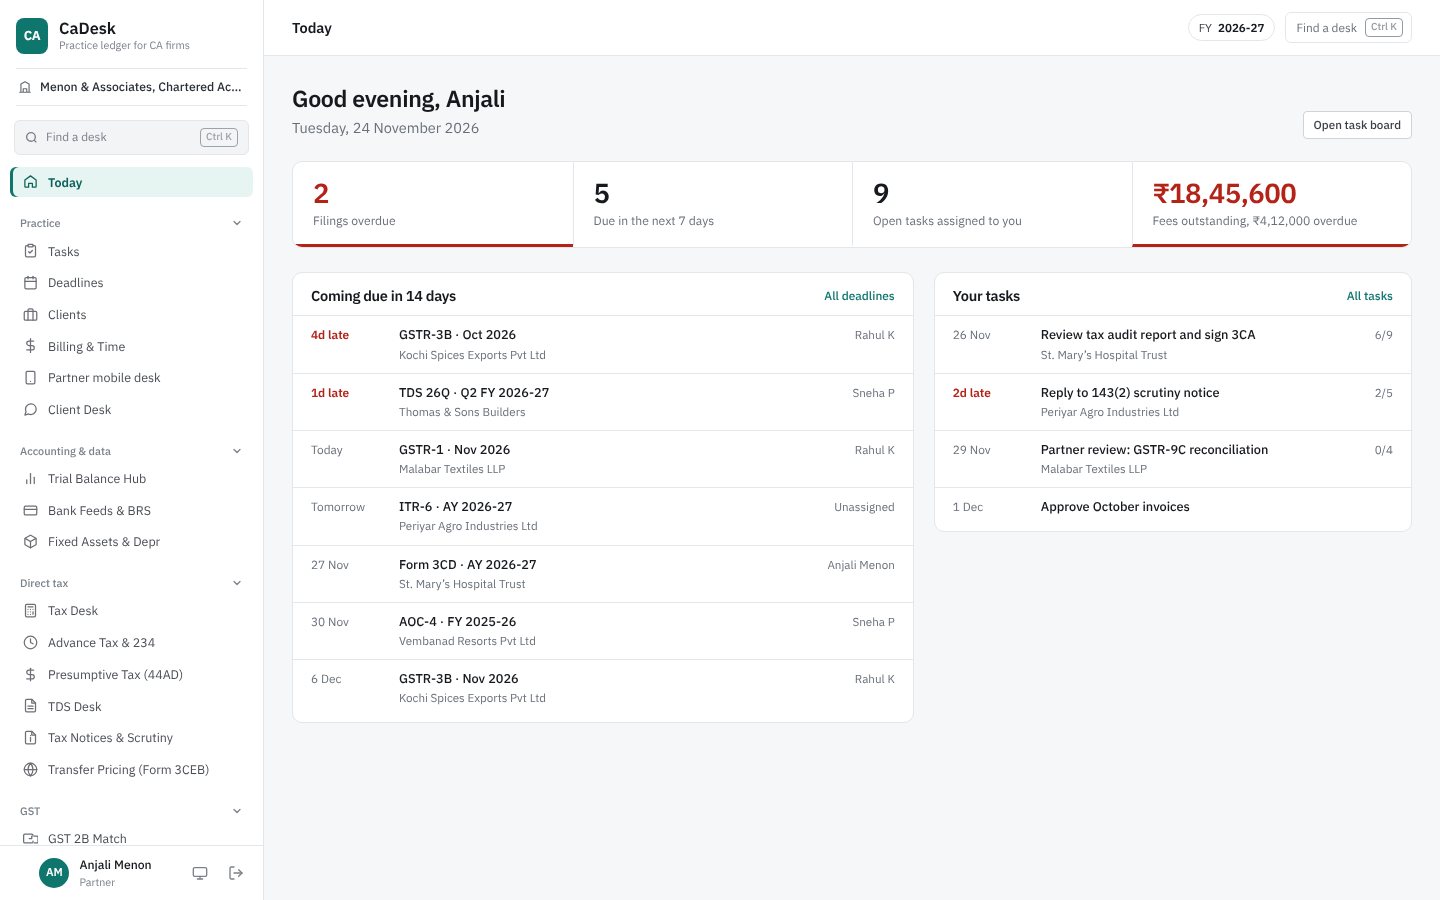 CA
CaDesk
Practice ledger for CA firms
Menon & Associates, Chartered Ac...
Find a desk
Ctrl K
Today
Practice
Tasks
Deadlines
Clients
Billing & Time
Partner mobile desk
Client Desk
Accounting & data
Trial Balance Hub
Bank Feeds & BRS
Fixed Assets & Depr
Direct tax
Tax Desk
Advance Tax & 234
Presumptive Tax (44AD)
TDS Desk
Tax Notices & Scrutiny
Transfer Pricing (Form 3CEB)
GST
GST 2B Match
AM
Anjali Menon
Partner
Today
FY 2026-27
Find a desk Ctrl K
Good evening, Anjali
Tuesday, 24 November 2026
Open task board
2
Filings overdue
5
Due in the next 7 days
9
Open tasks assigned to you
₹18,45,600
Fees outstanding, ₹4,12,000 overdue
Coming due in 14 days
All deadlines
4d late GSTR-3B · Oct 2026 Rahul K
Kochi Spices Exports Pvt Ltd
1d late TDS 26Q · Q2 FY 2026-27 Sneha P
Thomas & Sons Builders
Today GSTR-1 · Nov 2026 Rahul K
Malabar Textiles LLP
Tomorrow ITR-6 · AY 2026-27 Unassigned
Periyar Agro Industries Ltd
27 Nov Form 3CD · AY 2026-27 Anjali Menon
St. Mary’s Hospital Trust
30 Nov AOC-4 · FY 2025-26 Sneha P
Vembanad Resorts Pvt Ltd
6 Dec GSTR-3B · Nov 2026 Rahul K
Kochi Spices Exports Pvt Ltd
Your tasks
All tasks
26 Nov Review tax audit report and sign 3CA 6/9
St. Mary’s Hospital Trust
2d late Reply to 143(2) scrutiny notice 2/5
Periyar Agro Industries Ltd
29 Nov Partner review: GSTR-9C reconciliation 0/4
Malabar Textiles LLP
1 Dec Approve October invoices